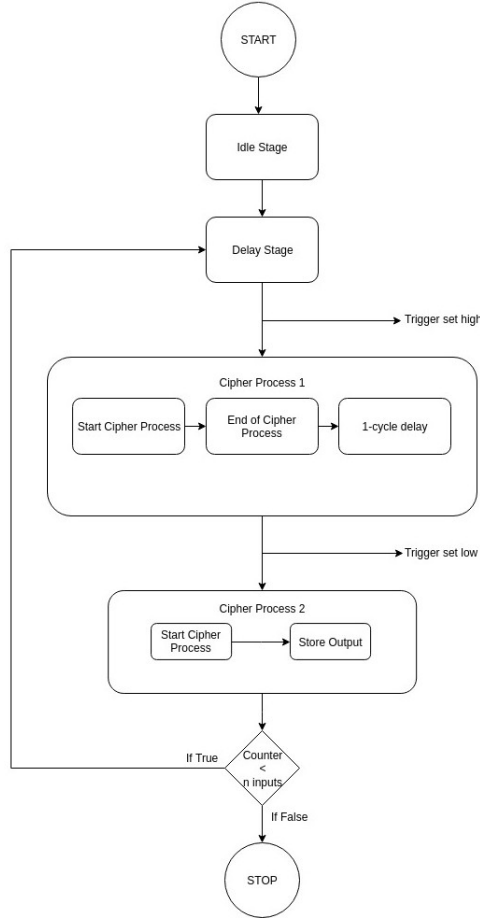 START
Idle Stage
Delay Stage
Trigger set high
Cipher Process 1
Start Cipher Process
End of Cipher
Process
1-cycle delay
Trigger set low
Cipher Process 2
Start Cipher
Process
Store Output
If True
Counter
<
n inputs
If False
STOP